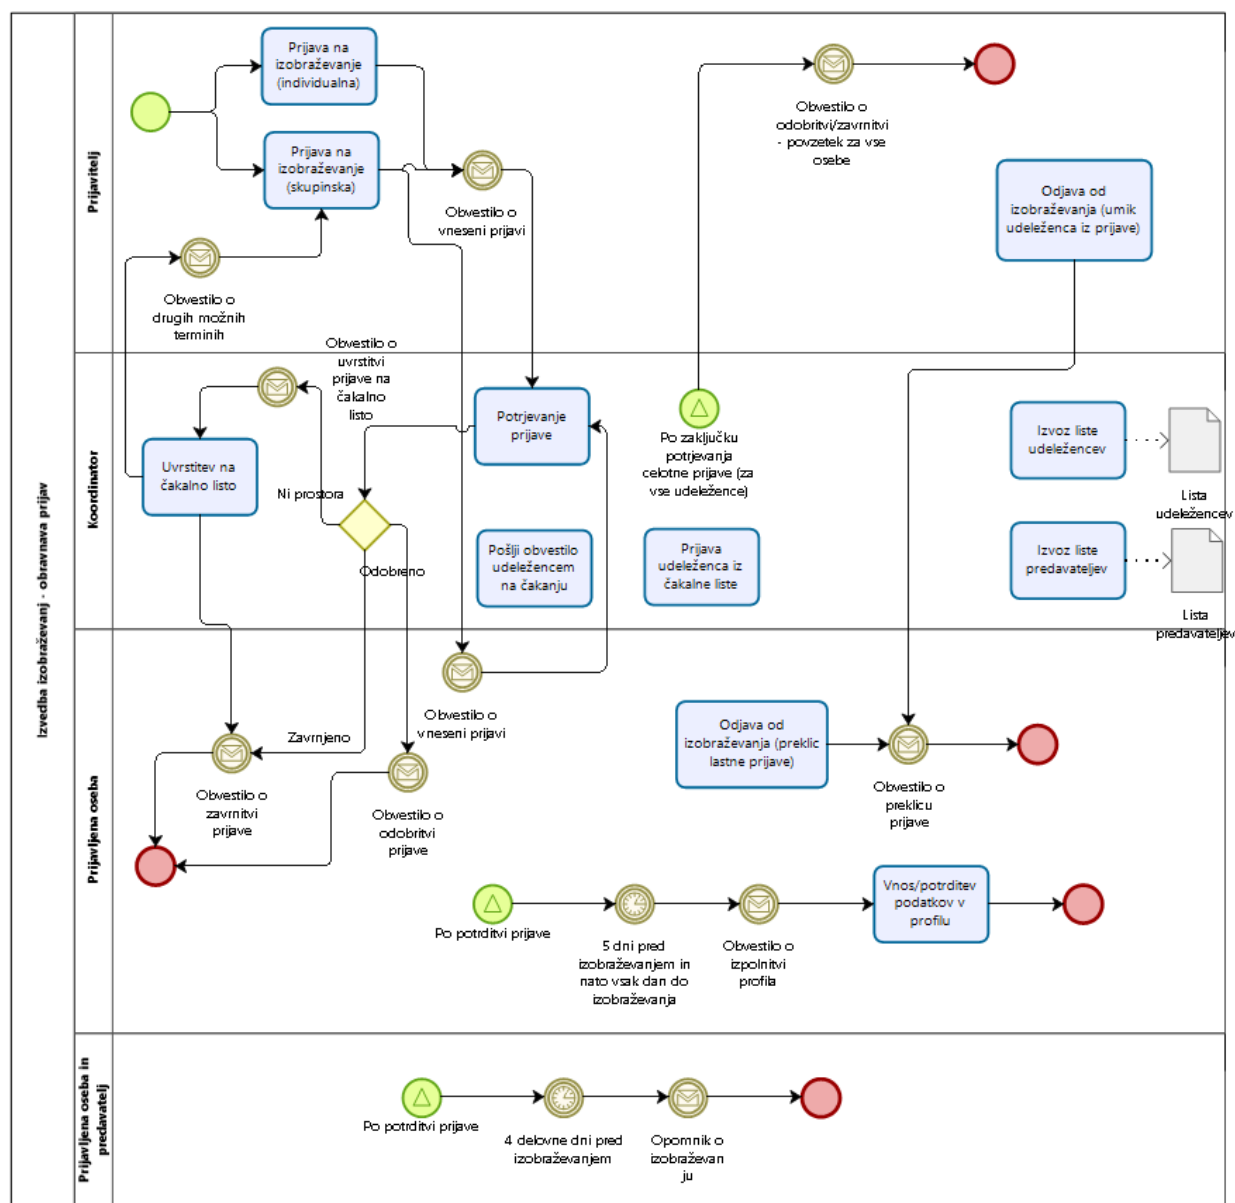 Izvedba izobraževanj - obravnava prijav
Prijavitelj
Prijava na
izobraževanje
(individualna)
Prijava na
izobraževanje
(skupinska)
Obvestilo o
vneseni prijavi
Obvestilo o
drugih možnih
terminih
Obvestilo o
odobritvi/zavrnitvi
- povzetek za vse
osebe
Odjava od
izobraževanja (umik
udeleženca iz prijave)
Koordinator
Obvestilo o
uvrstitvi
prijave na
čakalno
listo
Uvrstitev na
čakalno listo
Ni prostora
Odobreno
Potrjevanje
prijave
Pošlji obvestilo
udeležencem
na čakanju
Po zaključku
potrjevanja
celotne prijave (za
vse udeležence)
Prijava
udeleženca iz
čakalne liste
Izvoz liste
udeležencev
Lista
udeležencev
Izvoz liste
predavateljev
Lista
predavateljev
Prijavljena oseba
Obvestilo o
vneseni prijavi
Zavrnjeno
Obvestilo o
zavrnitvi
prijave
Obvestilo o
odobritvi
prijave
Odjava od
izobraževanja (preklic
lastne prijave)
Obvestilo o
preklicu
prijave
Po potrditvi prijave
5 dni pred
izobraževanjem in
nato vsak dan do
izobraževanja
Obvestilo o
izpolnitvi
profila
Vnos/potrditev
podatkov v
profilu
Prijavljena oseba in
predavatelj
Po potrditvi prijave
4 delovne dni pred
izobraževanjem
Opomnik o
izobraževan
ju